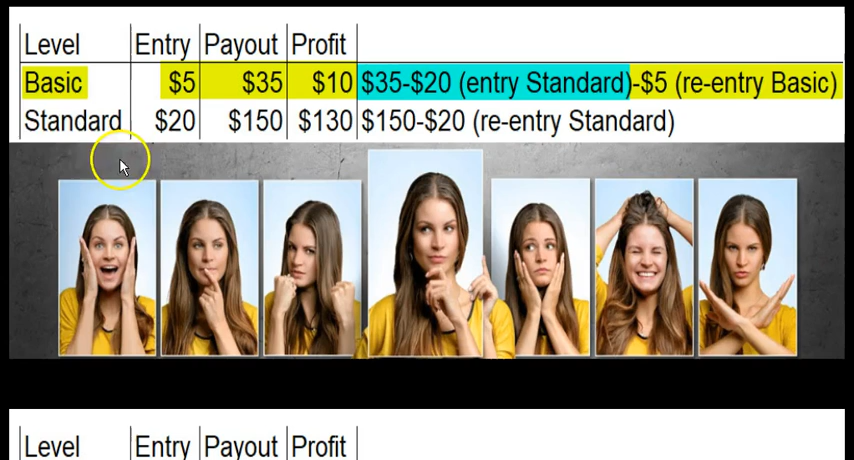 Level Entry Payout Profit
Basic $5 $35 $10 $35-$20 (entry Standard)-$5 (re-entry Basic)
Standard $20 $150 $130 $150-$20 (re-entry Standard)
Level Entry Payout Profit